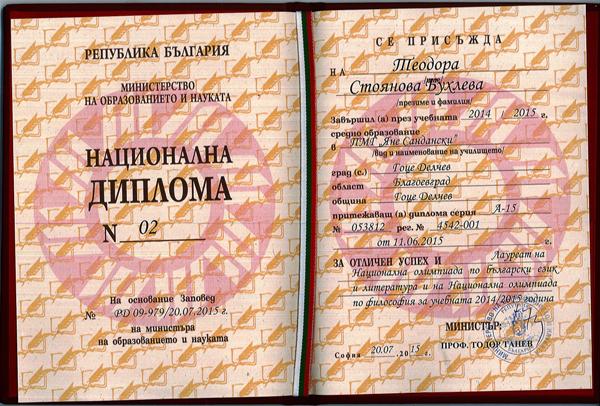 РЕПУБЛИКА БЪЛГАРИЯ
МИНИСТЕРСТВО
НА ОБРАЗОВАНИЕТО И НАУКАТА
НАЦИОНАЛНА
ДИПЛОМА
N 02
На основание Заповед
№ РД 09-979/20.07.2015 г.
на министъра
на образованието и науката
СЕ ПРИСЪЖДА
НА Теодора
/име/
Стоянова Бухлева
/презиме и фамилия/
Завършил (а) през учебната 2014 / 2015 г,
средно образование
в ПМГ „Яне Сандански"
/вид и наименование на училището/
град (с.) Гоце Делчев
област Благоевград
община Гоце Делчев
притежаващ (а) диплома серия А-15
№ 053812 рег. № 4542-001
от 11.06.2015 г.
ЗА ОТЛИЧЕН УСПЕХ И Лауреат на
Национална олимпиада по български език
и литература и на Национална олимпиада
по философия за учебната 2014/2015 година
МИНИСТЪР:
София 20.07 2015 г. ПРОФ. ТОДОР ТАНЕВ